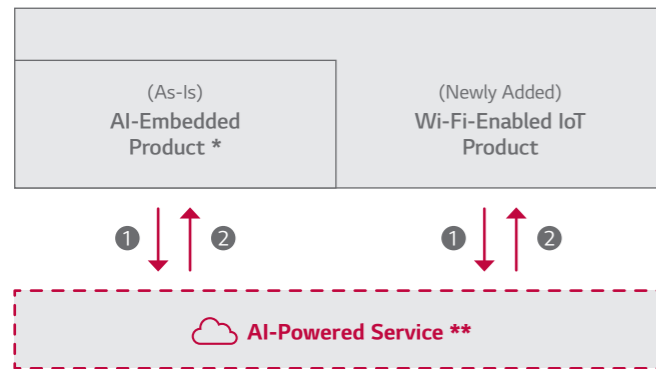 (As-Is)
AI-Embedded
Product *
(Newly Added)
Wi-Fi-Enabled IoT
Product
1 2 1 2
AI-Powered Service **